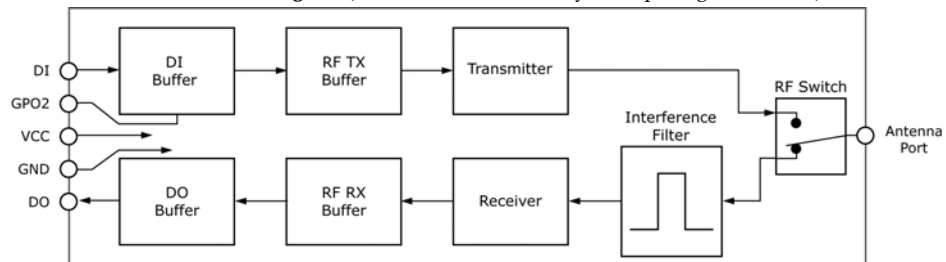 DI
GPO2
VCC
GND
DO
DI
Buffer
RF TX
Buffer
Transmitter
RF Switch
Interference
Filter
Antenna
Port
DO
Buffer
RF RX
Buffer
Receiver